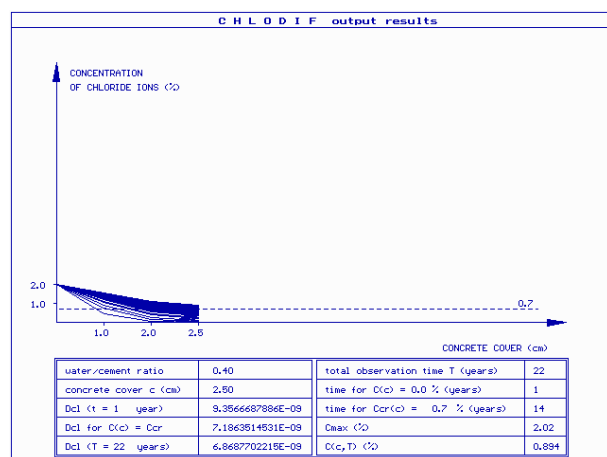 C H L O D I F output results
CONCENTRATION
OF CHLORIDE IONS (%)
2.0
1.0
0.7
1.0 2.0 2.5
CONCRETE COVER (cm)
water/cement ratio 0.40 total observation time T (years) 22
concrete cover c (cm) 2.50 time for C(c) = 0.0 % (years) 1
Dcl (t = 1 year) 9.3566687886E-09 time for Ccr(c) = 0.7 % (years) 14
Dcl for C(c) = Ccr 7.1863514531E-09 Cmax (%) 2.02
Dcl (T = 22 years) 6.8687702215E-09 C(c,T) (%) 0.894